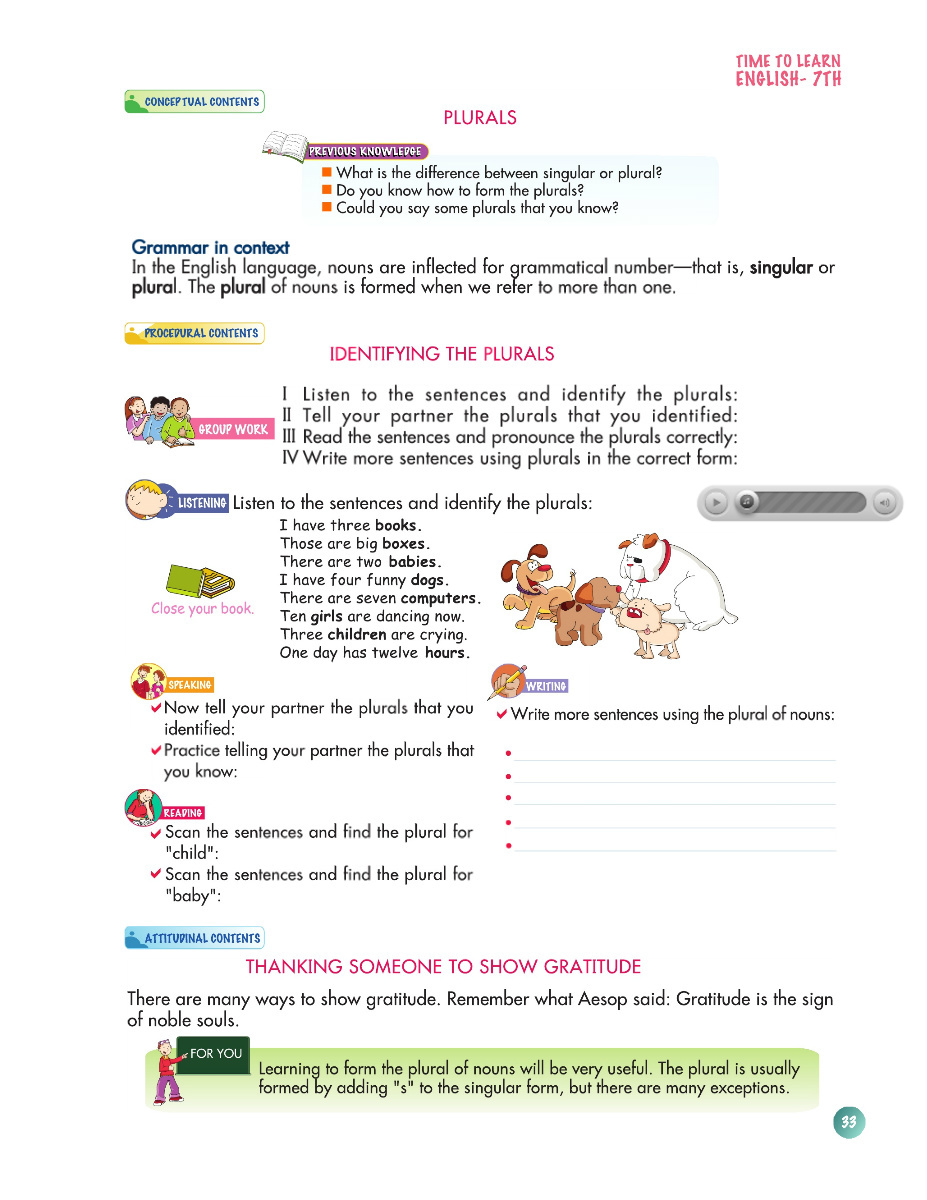 TIME TO LEARN
ENGLISH- 7TH
CONCEPTUAL CONTENTS
PLURALS
PREVIOUS KNOWLEDGE
What is the difference between singular or plural?
Do you know how to form the plurals?
Could you say some plurals that you know?
Grammar in context
In the English language, nouns are inflected for grammatical number—that is, singular or
plural. The plural of nouns is formed when we refer to more than one.
PROCEDURAL CONTENTS
IDENTIFYING THE PLURALS
GROUP WORK
I Listen to the sentences and identify the plurals:
II Tell your partner the plurals that you identified:
III Read the sentences and pronounce the plurals correctly:
IV Write more sentences using plurals in the correct form:
LISTENING Listen to the sentences and identify the plurals:
Close your book.
I have three books.
Those are big boxes.
There are two babies.
I have four funny dogs.
There are seven computers.
Ten girls are dancing now.
Three children are crying.
One day has twelve hours.
SPEAKING
Now tell your partner the plurals that you
identified:
Practice telling your partner the plurals that
you know:
READING
Scan the sentences and find the plural for
"child":
Scan the sentences and find the plural for
"baby":
WRITING
Write more sentences using the plural of nouns:
ATTITUDINAL CONTENTS
THANKING SOMEONE TO SHOW GRATITUDE
There are many ways to show gratitude. Remember what Aesop said: Gratitude is the sign
of noble souls.
FOR YOU
Learning to form the plural of nouns will be very useful. The plural is usually
formed by adding "s" to the singular form, but there are many exceptions.
33